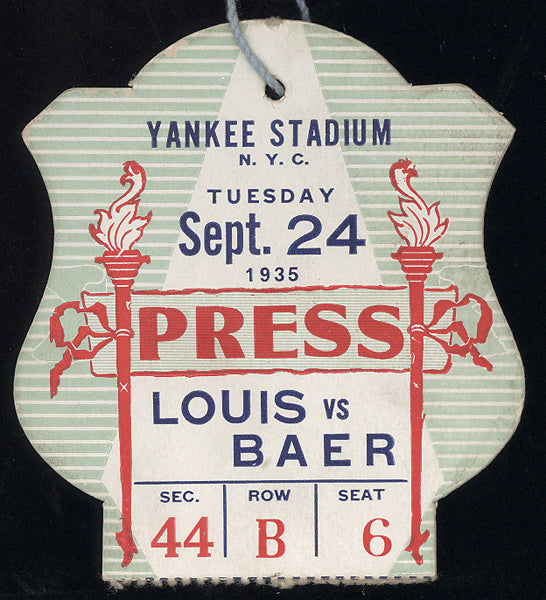 YANKEE STADIUM
N.Y.C.
TUESDAY
Sept. 24
1935
PRESS
LOUIS VS
BAER
SEC. ROW SEAT
44 B 6